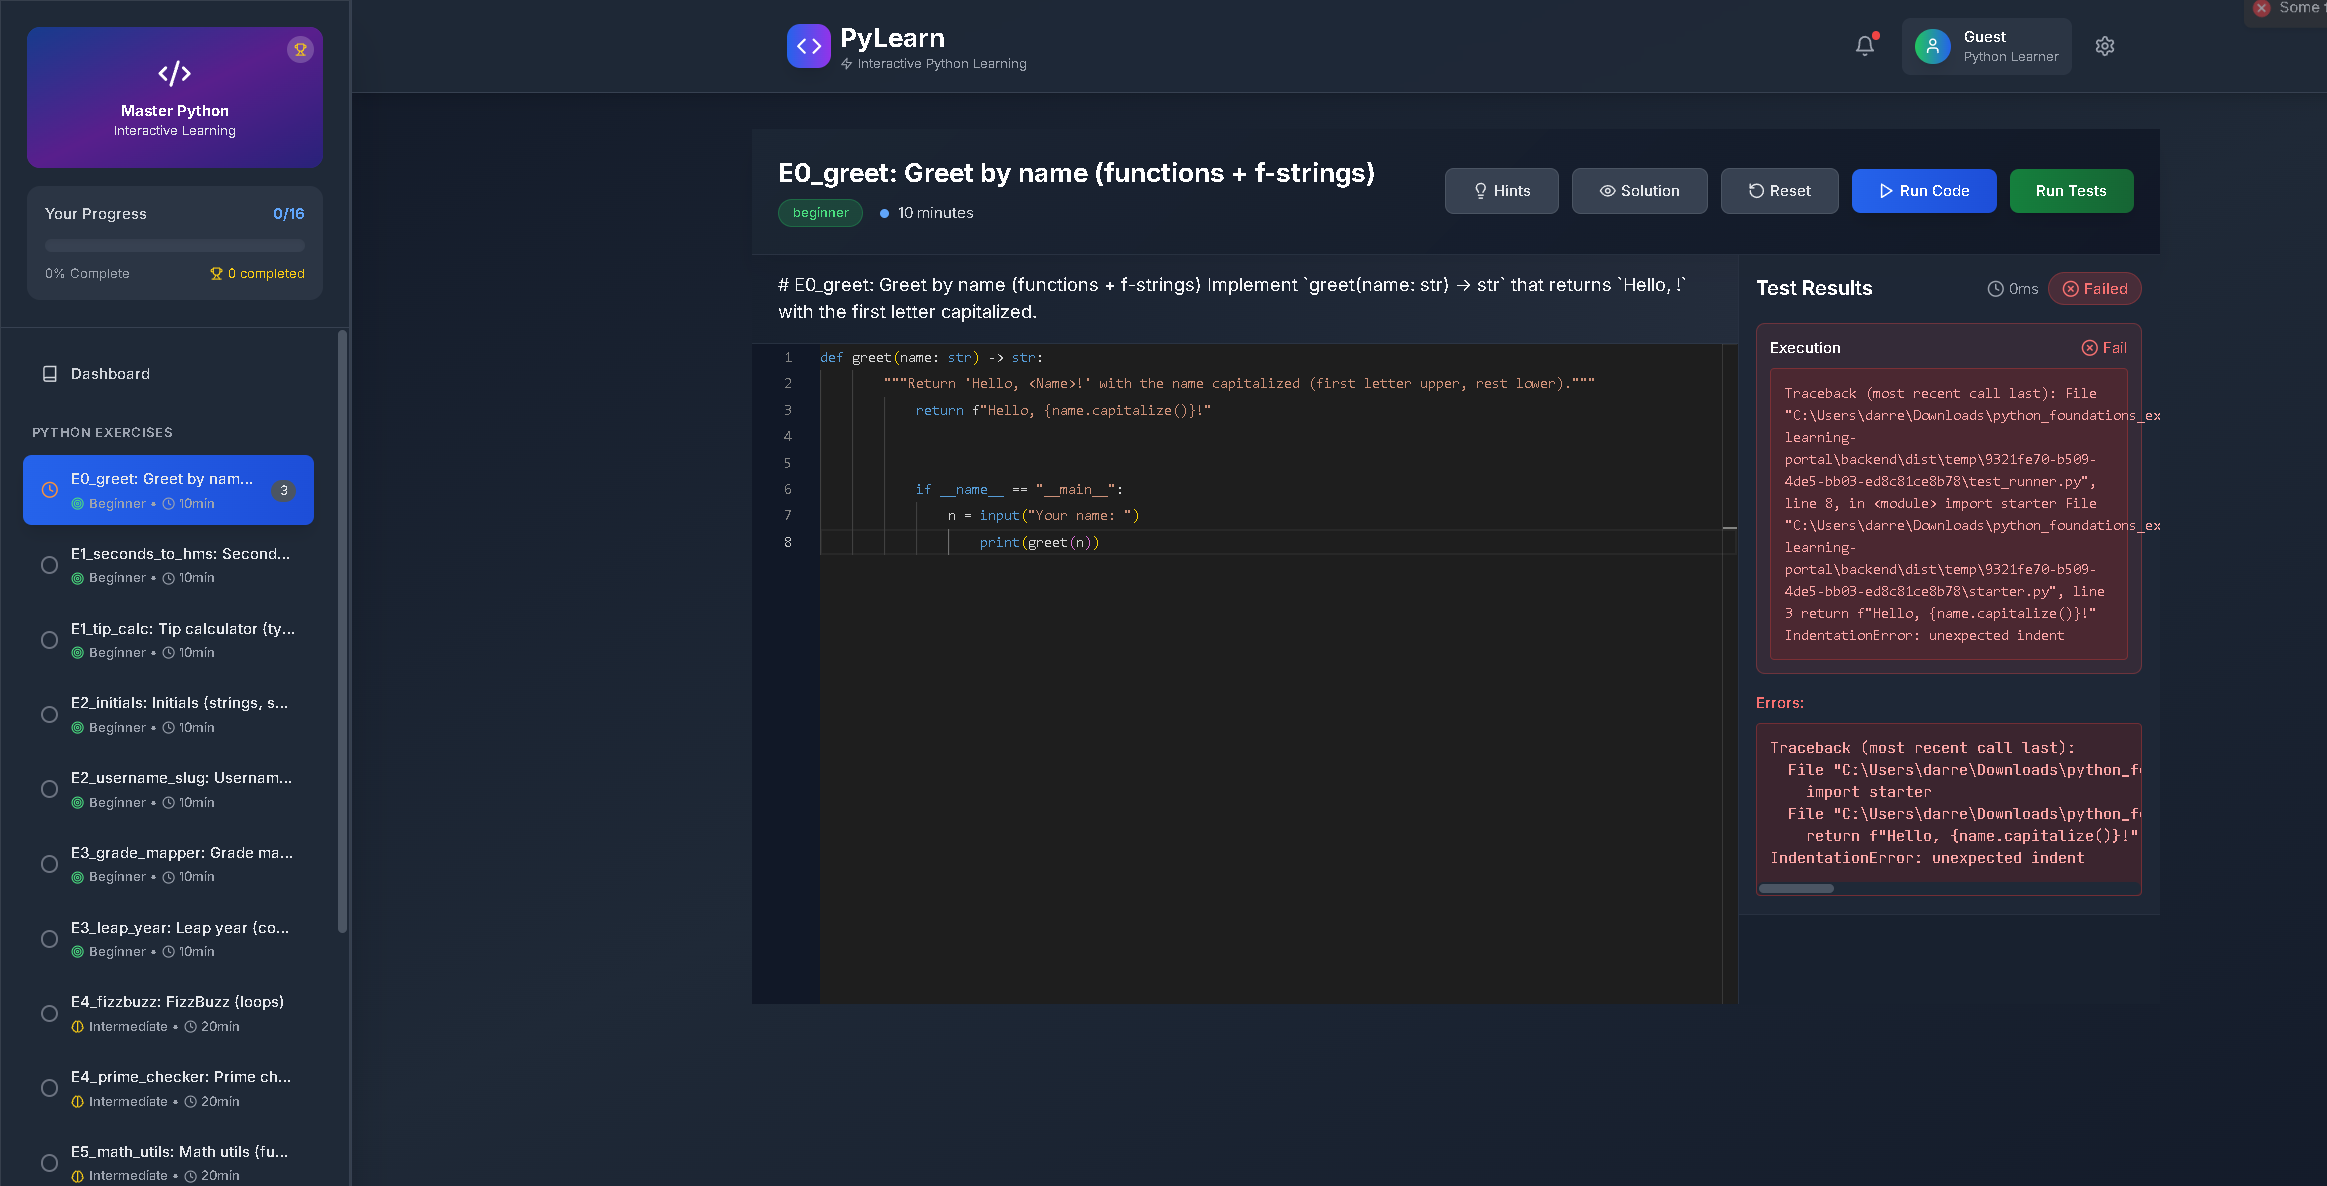 Master Python
Interactive Learning
Your Progress
0/16
0% Complete
0 completed
Dashboard
PYTHON EXERCISES
E0_greet: Greet by nam...
Beginner • 10min
3
E1_seconds_to_hms: Second...
Beginner • 10min
E1_tip_calc: Tip calculator (ty...
Beginner • 10min
E2_initials: Initials (strings, s...
Beginner • 10min
E2_username_slug: Usernam...
Beginner • 10min
E3_grade_mapper: Grade ma...
Beginner • 10min
E3_leap_year: Leap year (co...
Beginner • 10min
E4_fizzbuzz: FizzBuzz (loops)
Intermediate • 20min
E4_prime_checker: Prime ch...
Intermediate • 20min
E5_math_utils: Math utils (fu...
Intermediate • 20min
PyLearn
Interactive Python Learning
Guest
Python Learner
Some
E0_greet: Greet by name (functions + f-strings)
beginner
10 minutes
Hints
Solution
Reset
Run Code
Run Tests
# E0_greet: Greet by name (functions + f-strings) Implement `greet(name: str) -> str` that returns `Hello, !`
with the first letter capitalized.
1 def greet(name: str) -> str:
2 """Return 'Hello, <Name>!' with the name capitalized (first letter upper, rest lower)."""
3 return f"Hello, {name.capitalize()}!"
4
5
6 if __name__ == "__main__":
7 n = input("Your name: ")
8 print(greet(n))
Test Results
0ms
Failed
Execution
Fail
Traceback (most recent call last): File
"C:\Users\darre\Downloads\python_foundations_ex
learning-
portal\backend\dist\temp\9321fe70-b509-
4de5-bb03-ed8c81ce8b78\test_runner.py",
line 8, in <module> import starter File
"C:\Users\darre\Downloads\python_foundations_ex
learning-
portal\backend\dist\temp\9321fe70-b509-
4de5-bb03-ed8c81ce8b78\starter.py", line
3 return f"Hello, {name.capitalize()}!"
IndentationError: unexpected indent
Errors:
Traceback (most recent call last):
File "C:\Users\darre\Downloads\python_f
import starter
File "C:\Users\darre\Downloads\python_f
return f"Hello, {name.capitalize()}!"
IndentationError: unexpected indent